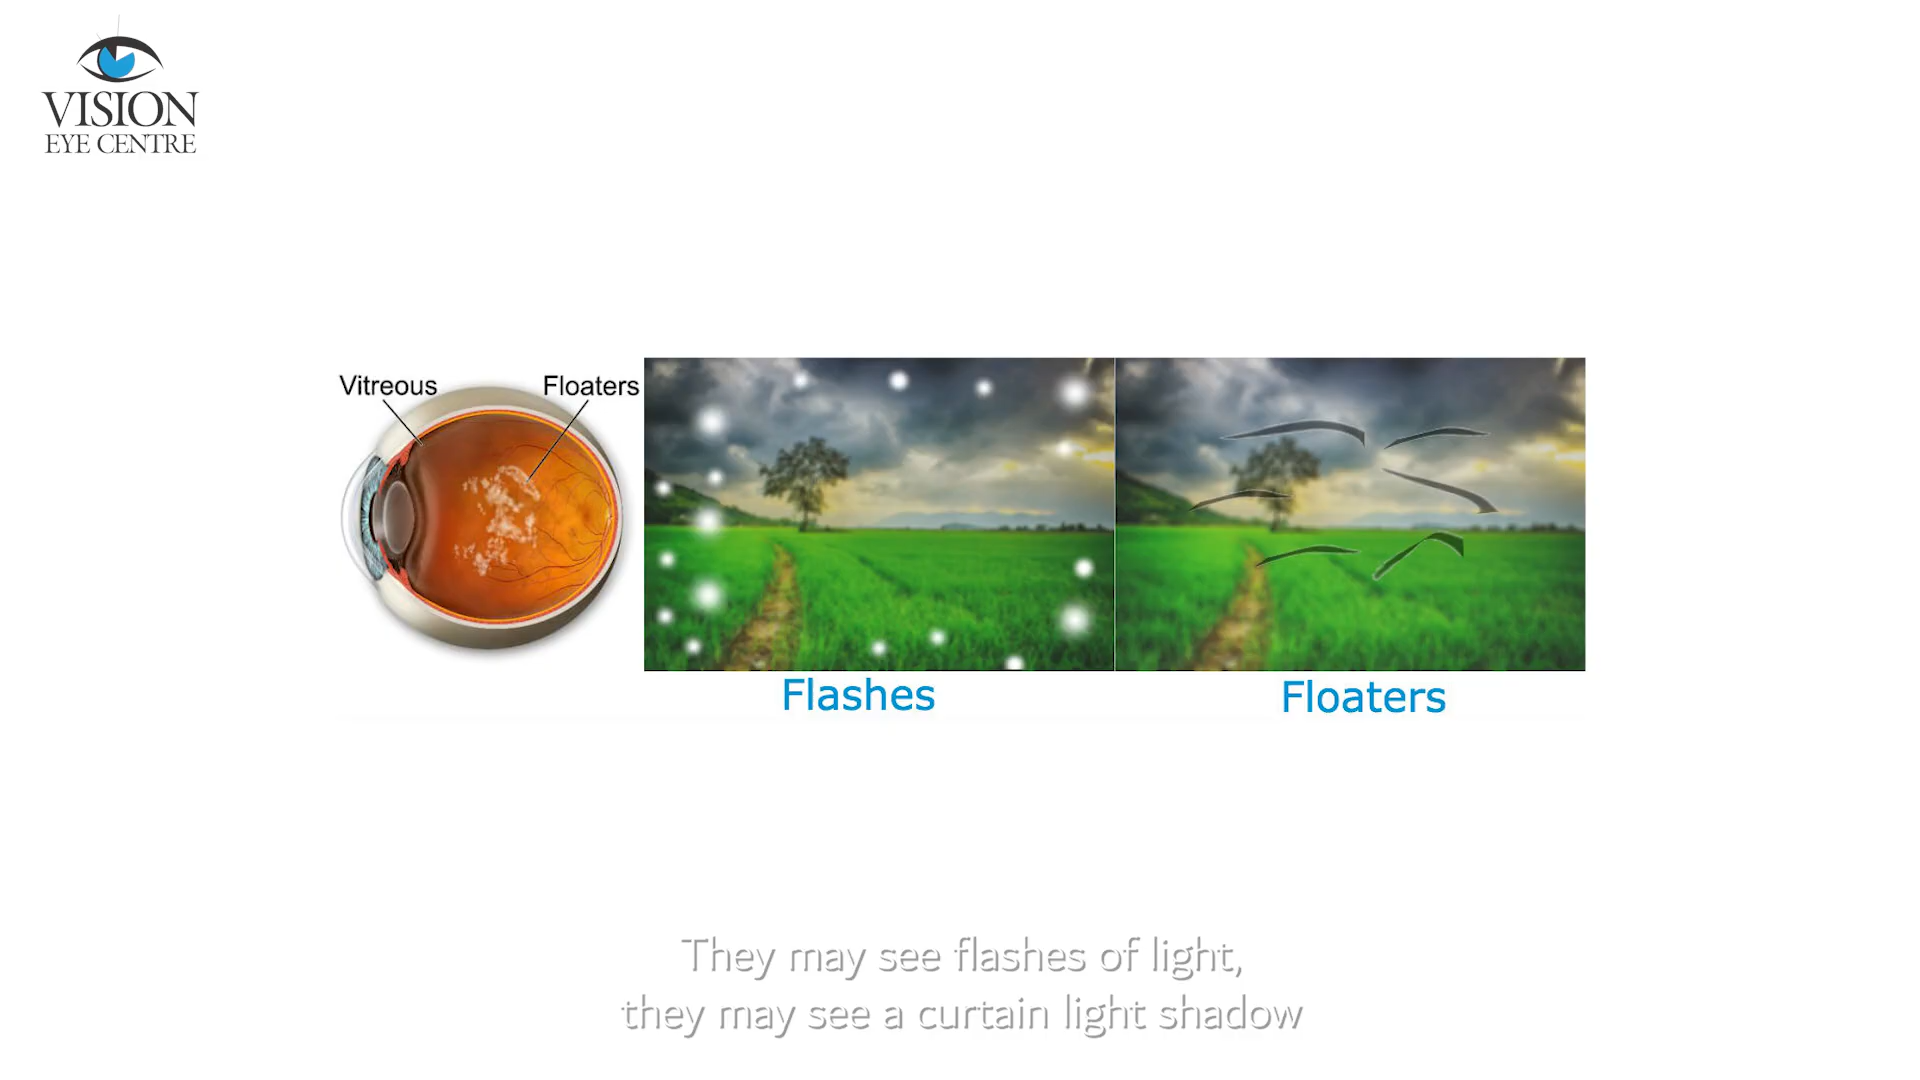 VISION
EYE CENTRE
Vitreous
Floaters
Flashes
Floaters
They may see flashes of light,
they may see a curtain light shadow